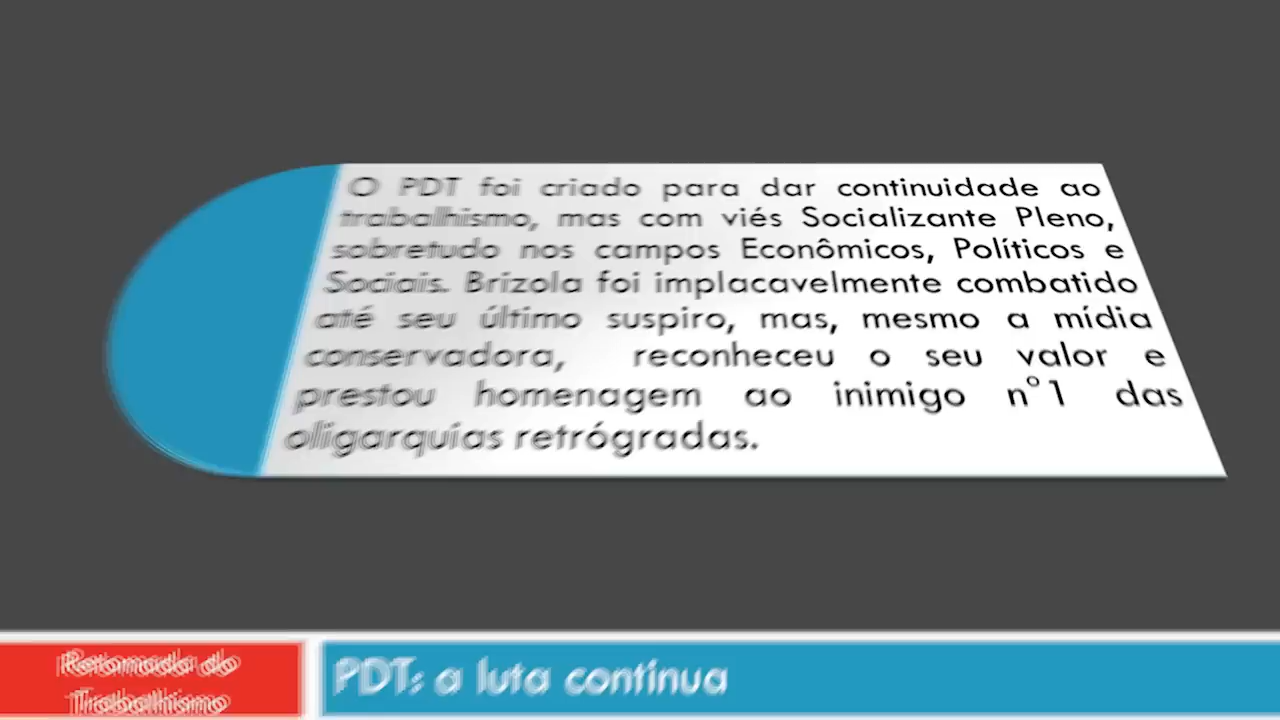 O PDT foi criado para dar continuidade ao
trabalhismo, mas com viés Socializante Pleno,
sobretudo nos campos Econômicos, Políticos e
Sociais. Brizola foi implacavelmente combatido
até seu último suspiro, mas, mesmo a mídia
conservadora, reconheceu o seu valor e
prestou homenagem ao inimigo n°1 das
oligarquias retrógradas.
Retomada do
Trabalhismo
PDT: a luta contínua